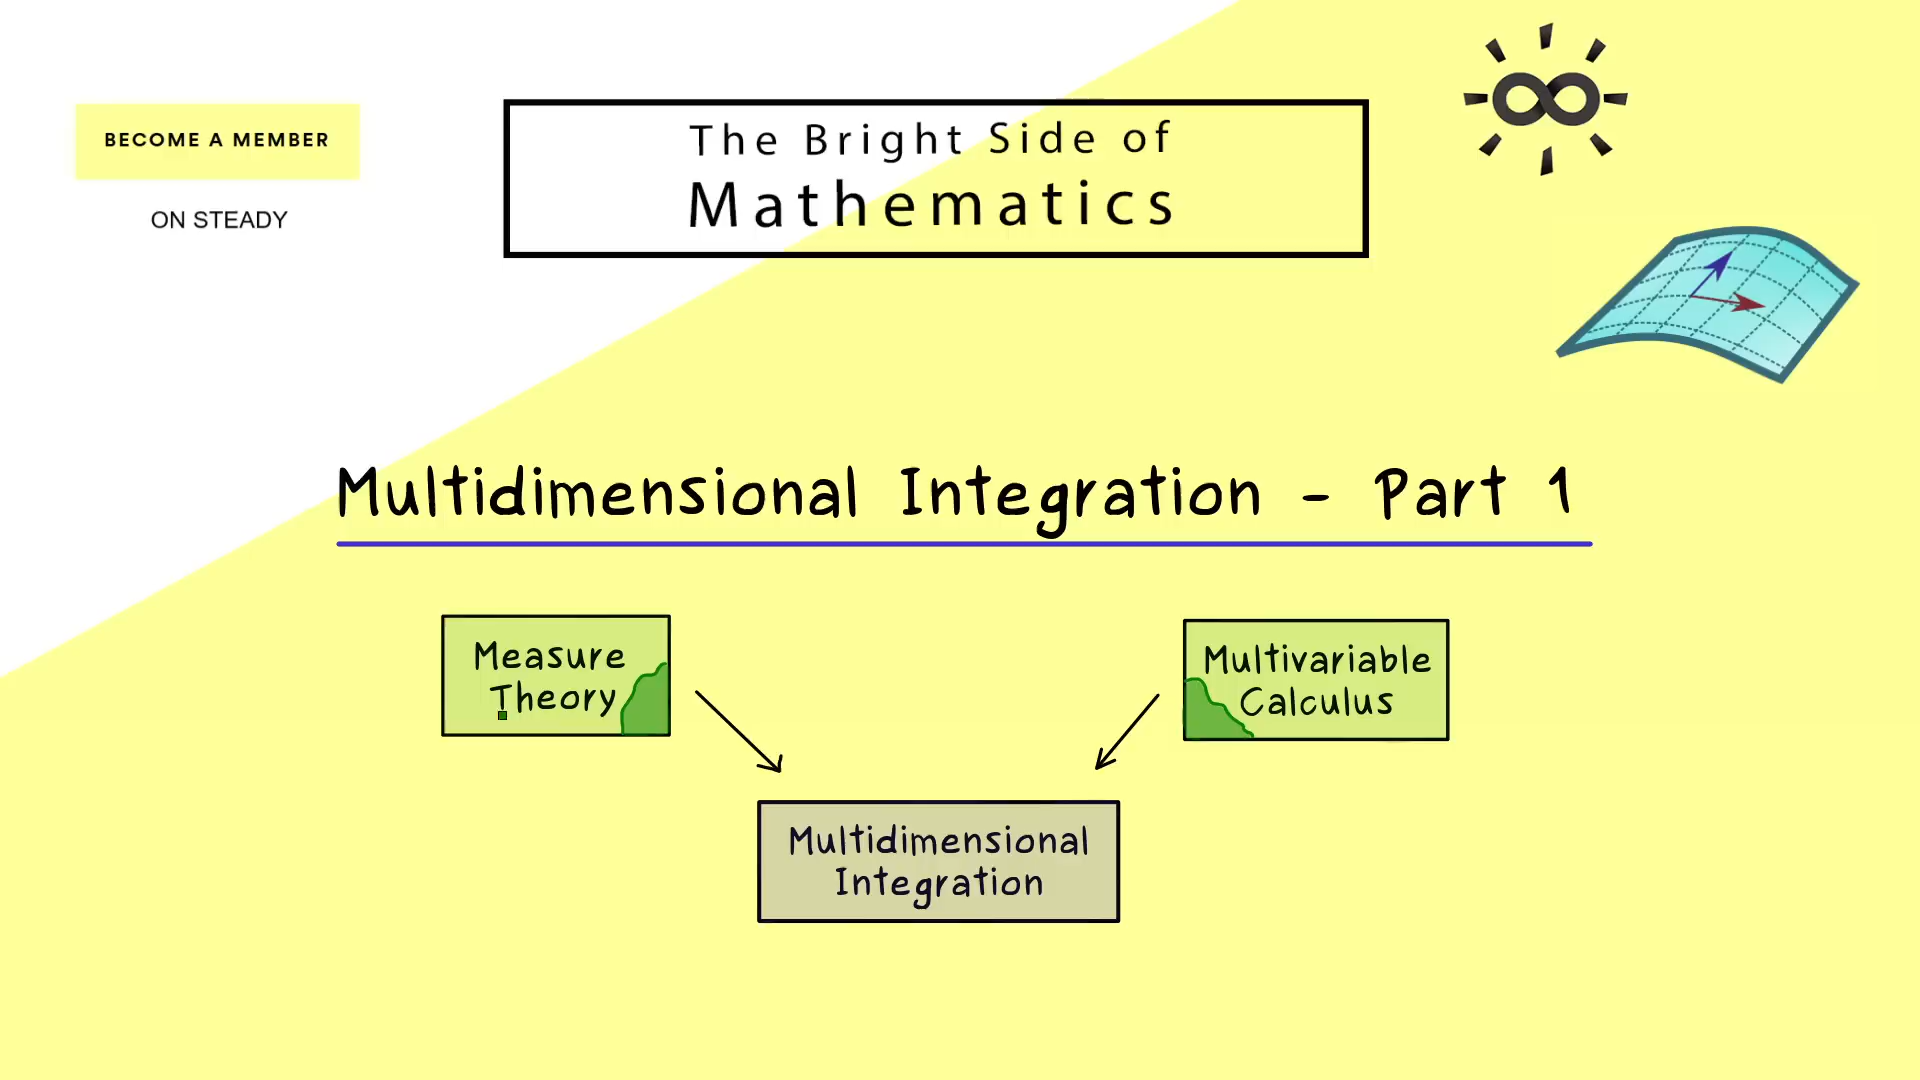 BECOME A MEMBER
ON STEADY
The Bright Side of
Mathematics
Multidimensional Integration - Part 1
Measure
Theory
Multivariable
Calculus
Multidimensional
Integration